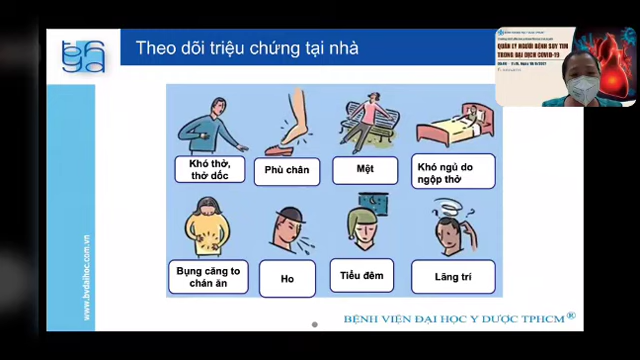 Theo dõi triệu chứng tại nhà
QUẢN LÝ NGƯỜI BỆNH SUY TIM
TRONG ĐẠI DỊCH COVID-19
Khó thở,
thở dốc
Phù chân
Mệt
Khó ngủ do
ngộp thở
Bụng căng to
chán ăn
Ho
Tiểu đêm
Lãng trí
www.bvdaihoc.com.vn
BỆNH VIỆN ĐẠI HỌC Y DƯỢC TPHCM®